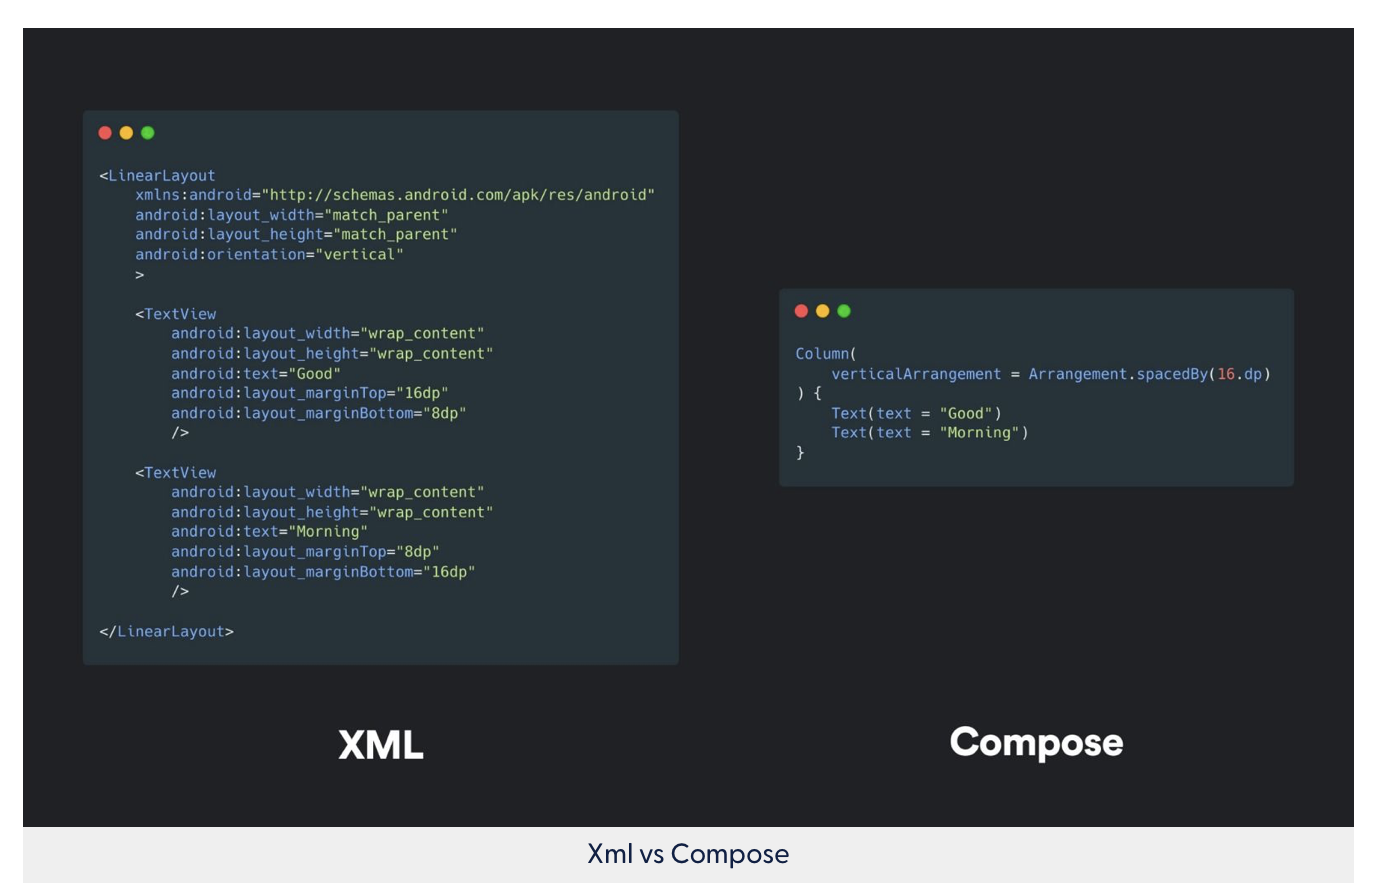 <LinearLayout
    xmlns:android="http://schemas.android.com/apk/res/android"
    android:layout_width="match_parent"
    android:layout_height="match_parent"
    android:orientation="vertical"
    >
    <TextView
        android:layout_width="wrap_content"
        android:layout_height="wrap_content"
        android:text="Good"
        android:layout_marginTop="16dp"
        android:layout_marginBottom="8dp"
        />
    <TextView
        android:layout_width="wrap_content"
        android:layout_height="wrap_content"
        android:text="Morning"
        android:layout_marginTop="8dp"
        android:layout_marginBottom="16dp"
        />
</LinearLayout>
XML
Column(
    verticalArrangement = Arrangement.spacedBy(16.dp)
) {
    Text(text = "Good")
    Text(text = "Morning")
}
Compose
Xml vs Compose